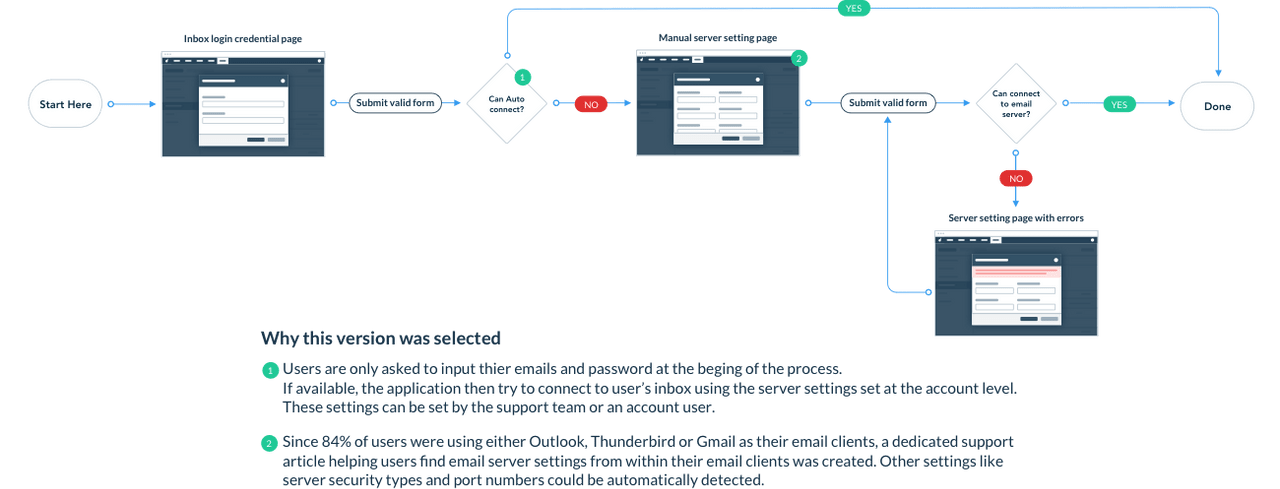 YES
Inbox login credential page
Manual server setting page
2
1
Start Here
Submit valid form
Can Auto
connect?
NO
Submit valid form
Can connect
to email
server?
YES
Done
NO
Server setting page with errors
Why this version was selected
1 Users are only asked to input thier emails and password at the beging of the process.
If available, the application then try to connect to user’s inbox using the server settings set at the account level.
These settings can be set by the support team or an account user.
2 Since 84% of users were using either Outlook, Thunderbird or Gmail as their email clients, a dedicated support
article helping users find email server settings from within their email clients was created. Other settings like
server security types and port numbers could be automatically detected.